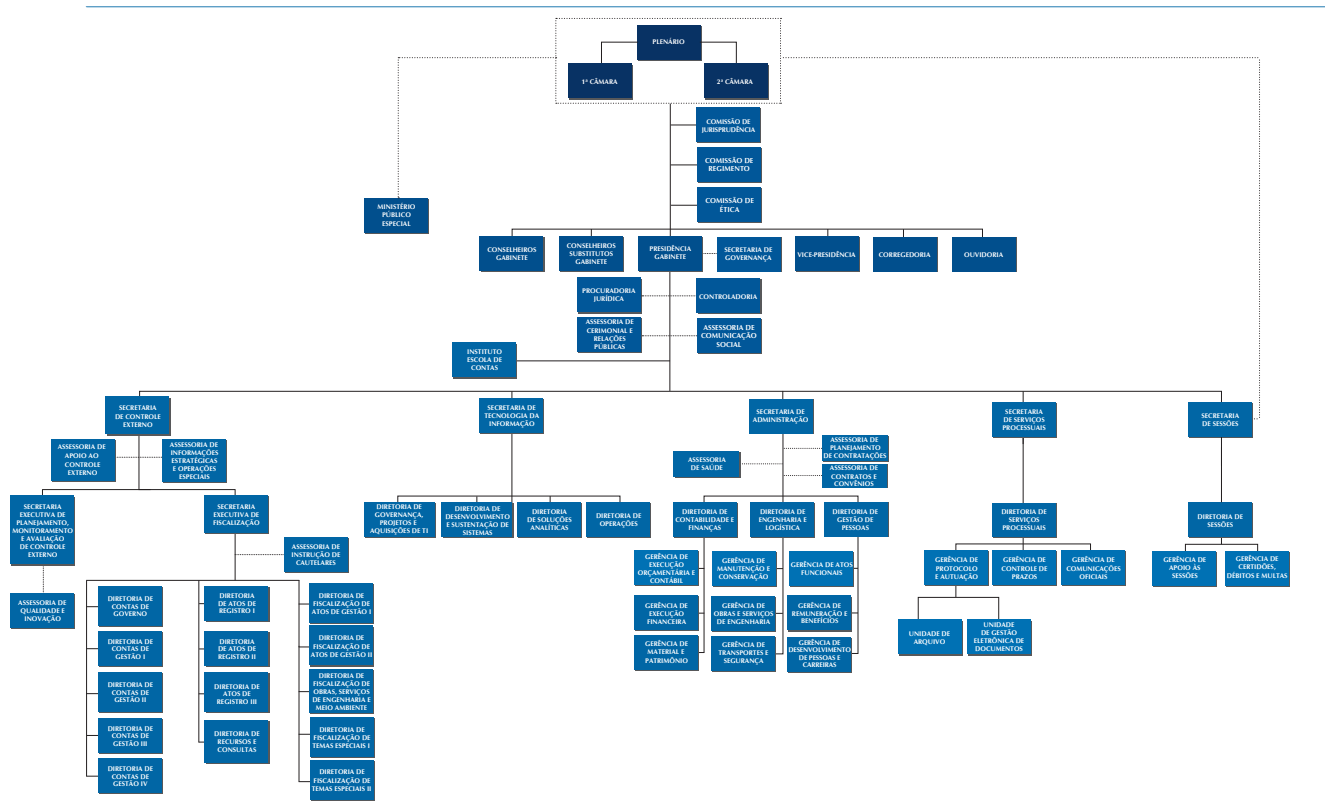 PLENÁRIO
1ª CÂMARA
2ª CÂMARA
COMISSÃO DE
JURISPRUDÊNCIA
COMISSÃO DE
REGIMENTO
COMISSÃO DE
ÉTICA
MINISTÉRIO
PÚBLICO
ESPECIAL
CONSELHEIROS
GABINETE
CONSELHEIROS
SUBSTITUTOS
GABINETE
PRESIDÊNCIA
GABINETE
SECRETARIA DE
GOVERNANÇA
VICE-PRESIDÊNCIA
CORREGEDORIA
OUVIDORIA
PROCURADORIA
JURÍDICA
CONTROLADORIA
ASSESSORIA DE
CERIMONIAL E
RELAÇÕES
PÚBLICAS
ASSESSORIA DE
COMUNICAÇÃO
SOCIAL
INSTITUTO
ESCOLA DE
CONTAS
SECRETARIA
DE CONTROLE
EXTERNO
SECRETARIA DE
TECNOLOGIA DA
INFORMAÇÃO
SECRETARIA DE
ADMINISTRAÇÃO
SECRETARIA
DE SERVIÇOS
PROCESSUAIS
SECRETARIA
DE SESSÕES
ASSESSORIA DE
APOIO AO
CONTROLE
EXTERNO
ASSESSORIA DE
INFORMAÇÕES
ESTRATÉGICAS
E OPERAÇÕES
ESPECIAIS
ASSESSORIA
DE SAÚDE
ASSESSORIA DE
PLANEJAMENTO
DE CONTRATAÇÕES
ASSESSORIA DE
CONTRATOS E
CONVÊNIOS
SECRETARIA
EXECUTIVA DE
PLANEJAMENTO,
MONITORAMENTO
E AVALIAÇÃO
DE CONTROLE
EXTERNO
SECRETARIA
EXECUTIVA DE
FISCALIZAÇÃO
DIRETORIA DE
GOVERNANÇA,
PROJETOS E
AQUISIÇÕES DE TI
DIRETORIA DE
DESENVOLVIMENTO
E SUSTENTAÇÃO DE
SISTEMAS
DIRETORIA
DE SOLUÇÕES
ANALÍTICAS
DIRETORIA
DE OPERAÇÕES
DIRETORIA DE
CONTABILIDADE E
FINANÇAS
DIRETORIA DE
ENGENHARIA E
LOGÍSTICA
DIRETORIA DE
GESTÃO DE
PESSOAS
DIRETORIA
DE SERVIÇOS
PROCESSUAIS
DIRETORIA DE
SESSÕES
ASSESSORIA DE
INSTRUÇÃO DE
CAUTELARES
GERÊNCIA DE
EXECUÇÃO
ORÇAMENTÁRIA E
CONTÁBIL
GERÊNCIA DE
MANUTENÇÃO E
CONSERVAÇÃO
GERÊNCIA DE ATOS
FUNCIONAIS
GERÊNCIA DE
PROTOCOLO
E AUTUAÇÃO
GERÊNCIA DE
CONTROLE DE
PRAZOS
GERÊNCIA DE
COMUNICAÇÕES
OFICIAIS
GERÊNCIA DE
APOIO ÀS
SESSÕES
GERÊNCIA DE
CERTIDÕES,
DÉBITOS E MULTAS
ASSESSORIA DE
QUALIDADE E
INOVAÇÃO
DIRETORIA DE
CONTAS DE
GOVERNO
DIRETORIA
DE ATOS DE
REGISTRO I
DIRETORIA DE
FISCALIZAÇÃO DE
ATOS DE GESTÃO I
GERÊNCIA DE
EXECUÇÃO
FINANCEIRA
GERÊNCIA DE
OBRAS E SERVIÇOS
DE ENGENHARIA
GERÊNCIA DE
REMUNERAÇÃO E
BENEFÍCIOS
UNIDADE DE
ARQUIVO
UNIDADE
DE GESTÃO
ELETRÔNICA DE
DOCUMENTOS
DIRETORIA DE
CONTAS DE
GESTÃO I
DIRETORIA
DE ATOS DE
REGISTRO II
DIRETORIA DE
FISCALIZAÇÃO DE
ATOS DE GESTÃO II
GERÊNCIA DE
MATERIAL E
PATRIMÔNIO
GERÊNCIA DE
TRANSPORTES E
SEGURANÇA
GERÊNCIA DE
DESENVOLVIMENTO
DE PESSOAS E
CARREIRAS
DIRETORIA DE
CONTAS DE
GESTÃO II
DIRETORIA DE
ATOS DE
REGISTRO III
DIRETORIA DE
FISCALIZAÇÃO DE
OBRAS, SERVIÇOS
DE ENGENHARIA E
MEIO AMBIENTE
DIRETORIA DE
CONTAS DE
GESTÃO III
DIRETORIA DE
RECURSOS E
CONSULTAS
DIRETORIA DE
FISCALIZAÇÃO DE
TEMAS ESPECIAIS I
DIRETORIA DE
CONTAS DE
GESTÃO IV
DIRETORIA DE
FISCALIZAÇÃO DE
TEMAS ESPECIAIS II